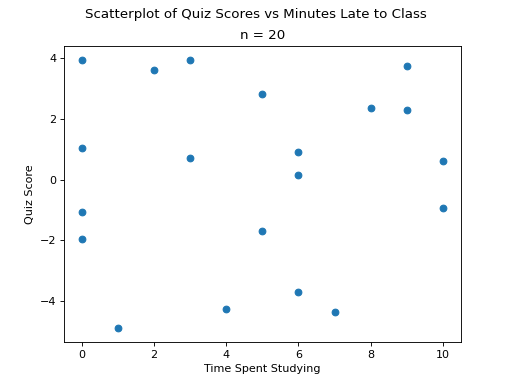 Scatterplot of Quiz Scores vs Minutes Late to Class
n = 20
4
2
0
−2
−4
Quiz Score
0 2 4 6 8 10
Time Spent Studying